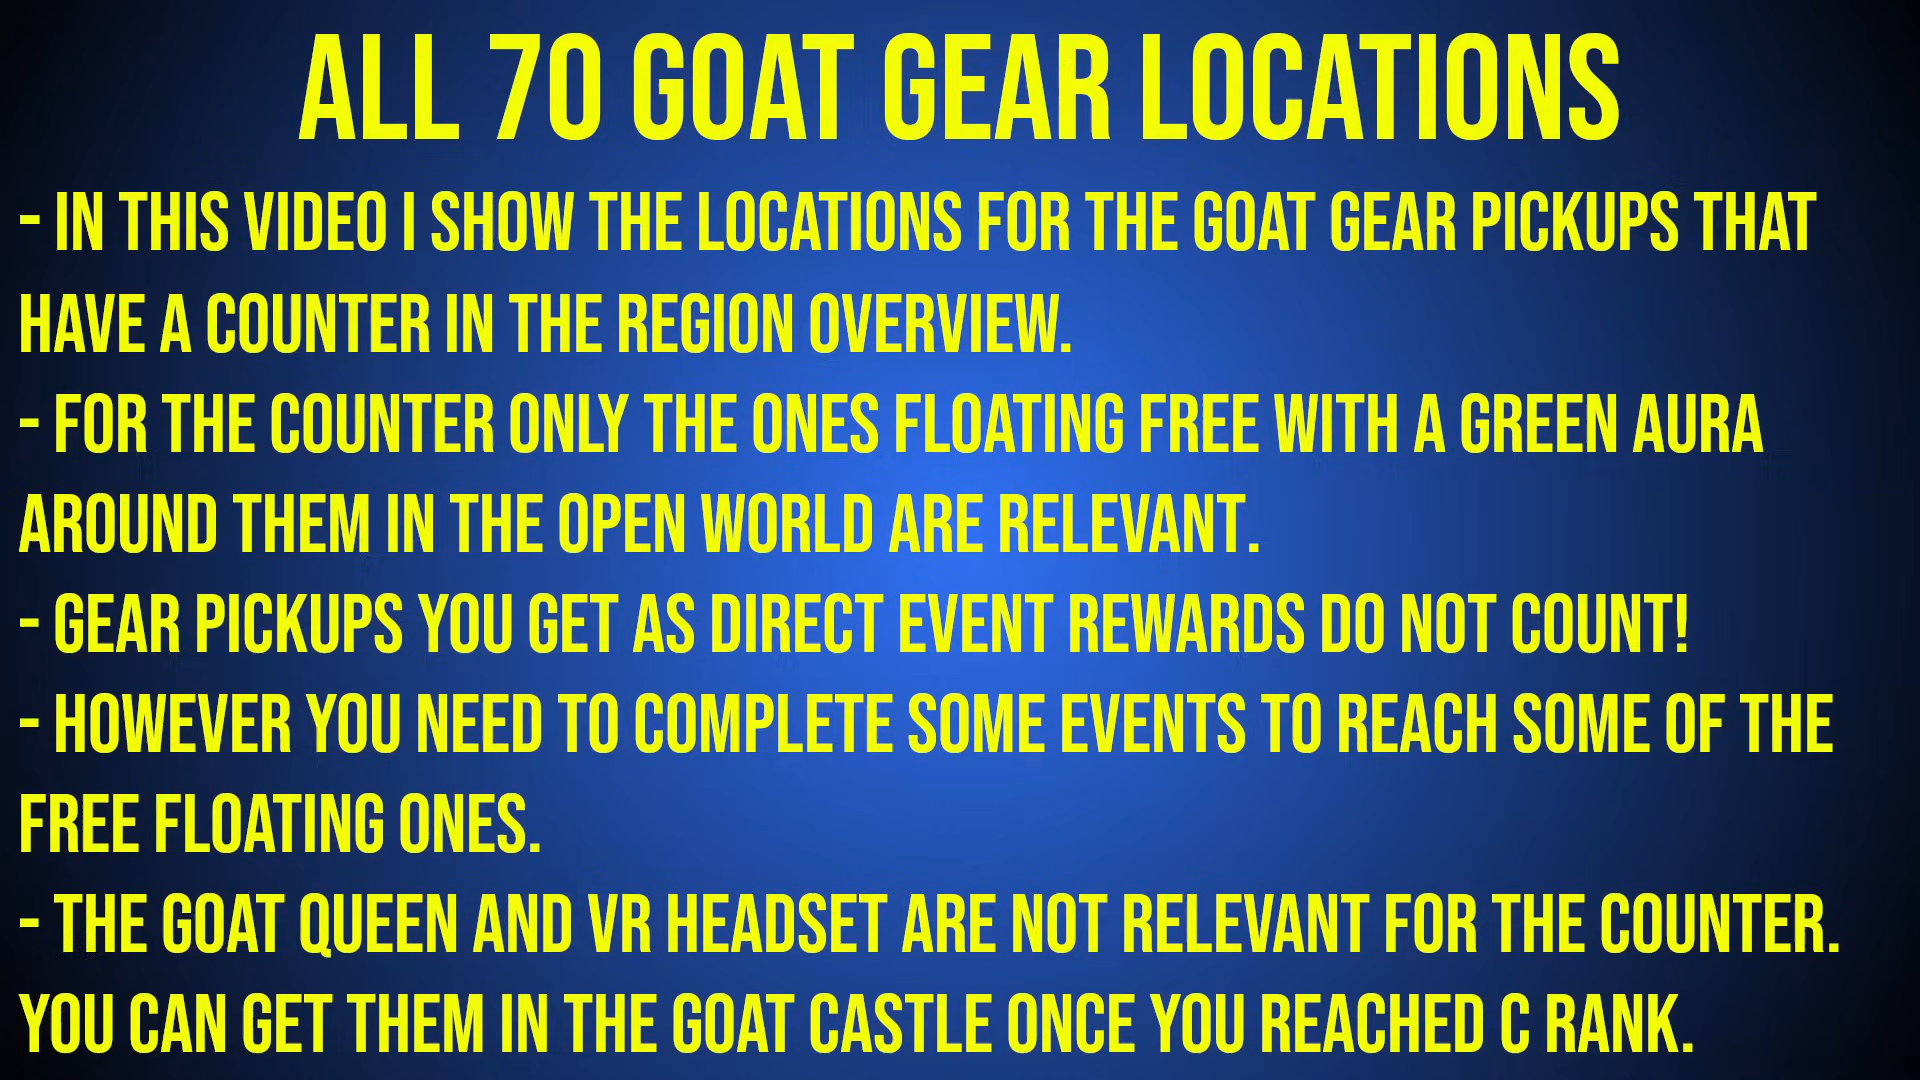 ALL 70 GOAT GEAR LOCATIONS
- IN THIS VIDEO I SHOW THE LOCATIONS FOR THE GOAT GEAR PICKUPS THAT
HAVE A COUNTER IN THE REGION OVERVIEW.
- FOR THE COUNTER ONLY THE ONES FLOATING FREE WITH A GREEN AURA
AROUND THEM IN THE OPEN WORLD ARE RELEVANT.
- GEAR PICKUPS YOU GET AS DIRECT EVENT REWARDS DO NOT COUNT!
- HOWEVER YOU NEED TO COMPLETE SOME EVENTS TO REACH SOME OF THE
FREE FLOATING ONES.
- THE GOAT QUEEN AND VR HEADSET ARE NOT RELEVANT FOR THE COUNTER.
YOU CAN GET THEM IN THE GOAT CASTLE ONCE YOU REACHED C RANK.